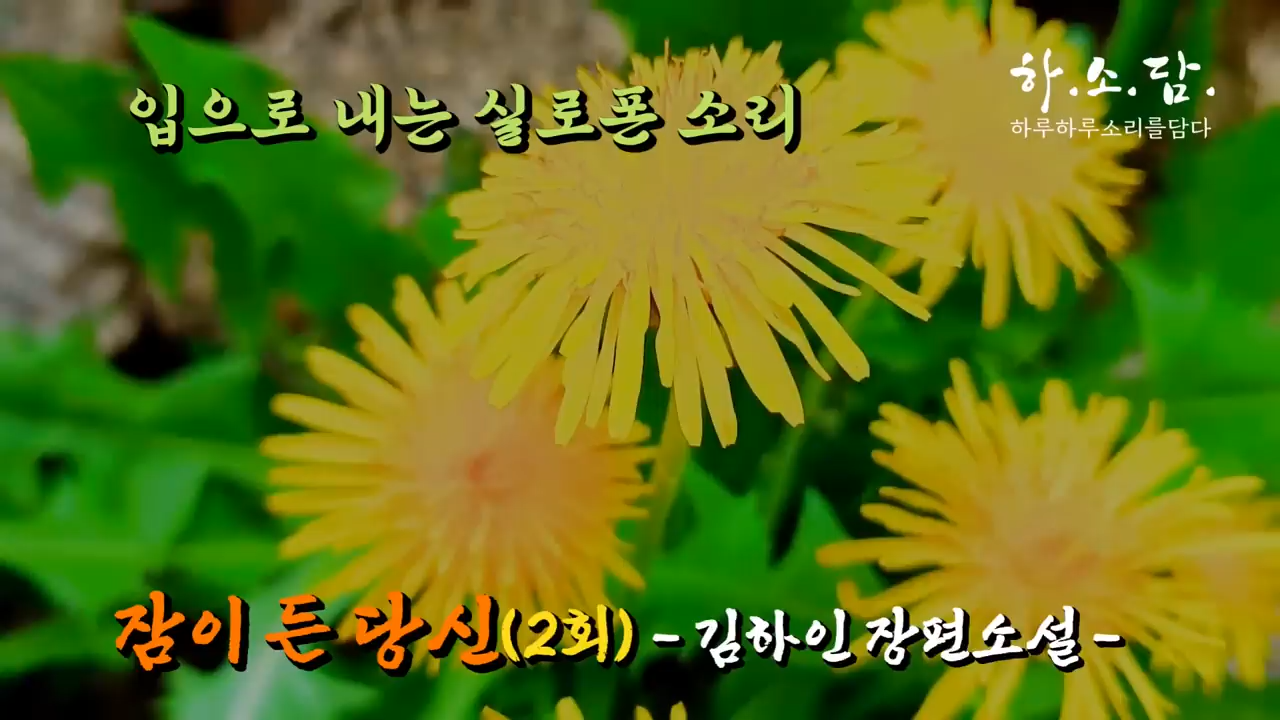 입으로 내는 실로폰 소리
하.소.담.
하루하루소리를담다
잠이 든 당신(2회) - 김하인 장편소설 -